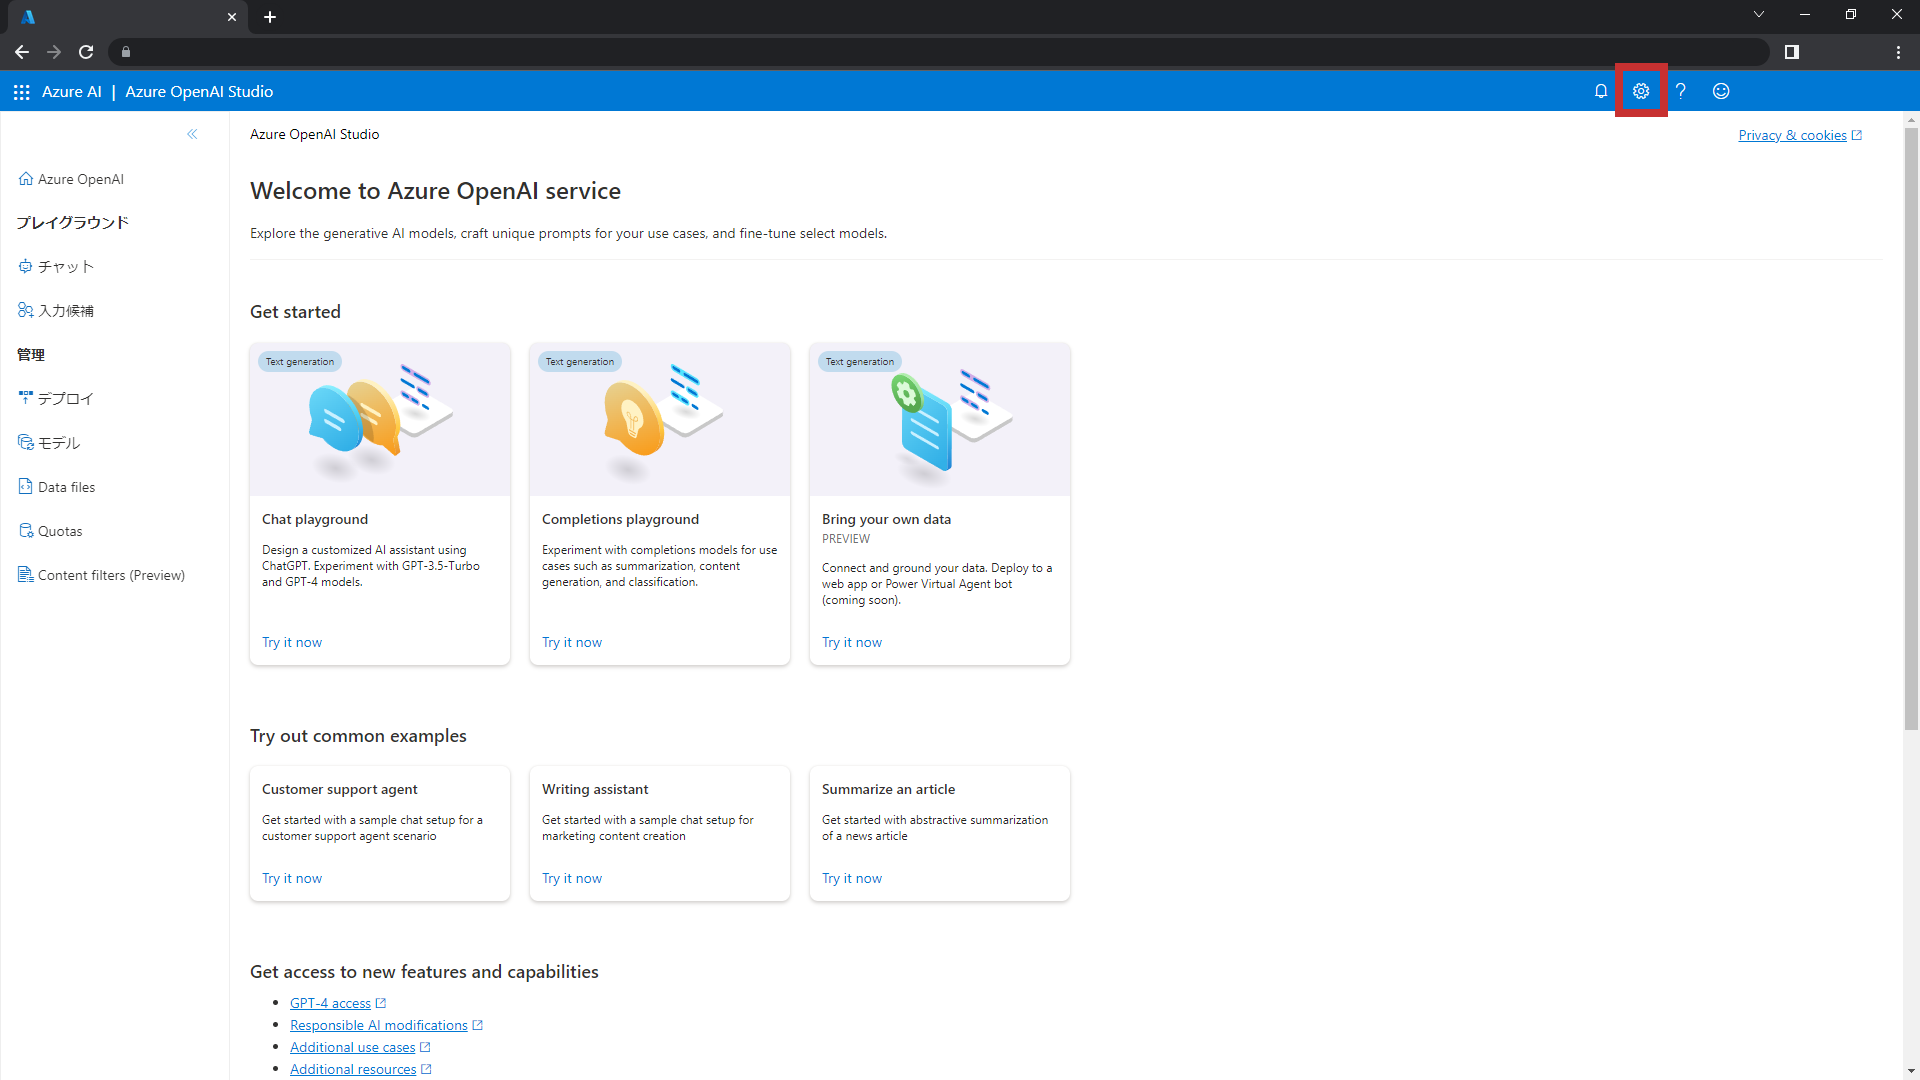 Azure AI | Azure OpenAI Studio
Azure OpenAI Studio
Privacy & cookies
Azure OpenAI
プレイグラウンド
チャット
入力候補
管理
デプロイ
モデル
Data files
Quotas
Content filters (Preview)
Welcome to Azure OpenAI service
Explore the generative AI models, craft unique prompts for your use cases, and fine-tune select models.
Get started
Text generation
Chat playground
Design a customized AI assistant using
ChatGPT. Experiment with GPT-3.5-Turbo
and GPT-4 models.
Try it now
Text generation
Completions playground
Experiment with completions models for use
cases such as summarization, content
generation, and classification.
Try it now
Text generation
Bring your own data
PREVIEW
Connect and ground your data. Deploy to a
web app or Power Virtual Agent bot
(coming soon).
Try it now
Try out common examples
Customer support agent
Get started with a sample chat setup for a
customer support agent scenario
Try it now
Writing assistant
Get started with a sample chat setup for
marketing content creation
Try it now
Summarize an article
Get started with abstractive summarization
of a news article
Try it now
Get access to new features and capabilities
• GPT-4 access
• Responsible AI modifications
• Additional use cases
• Additional resources